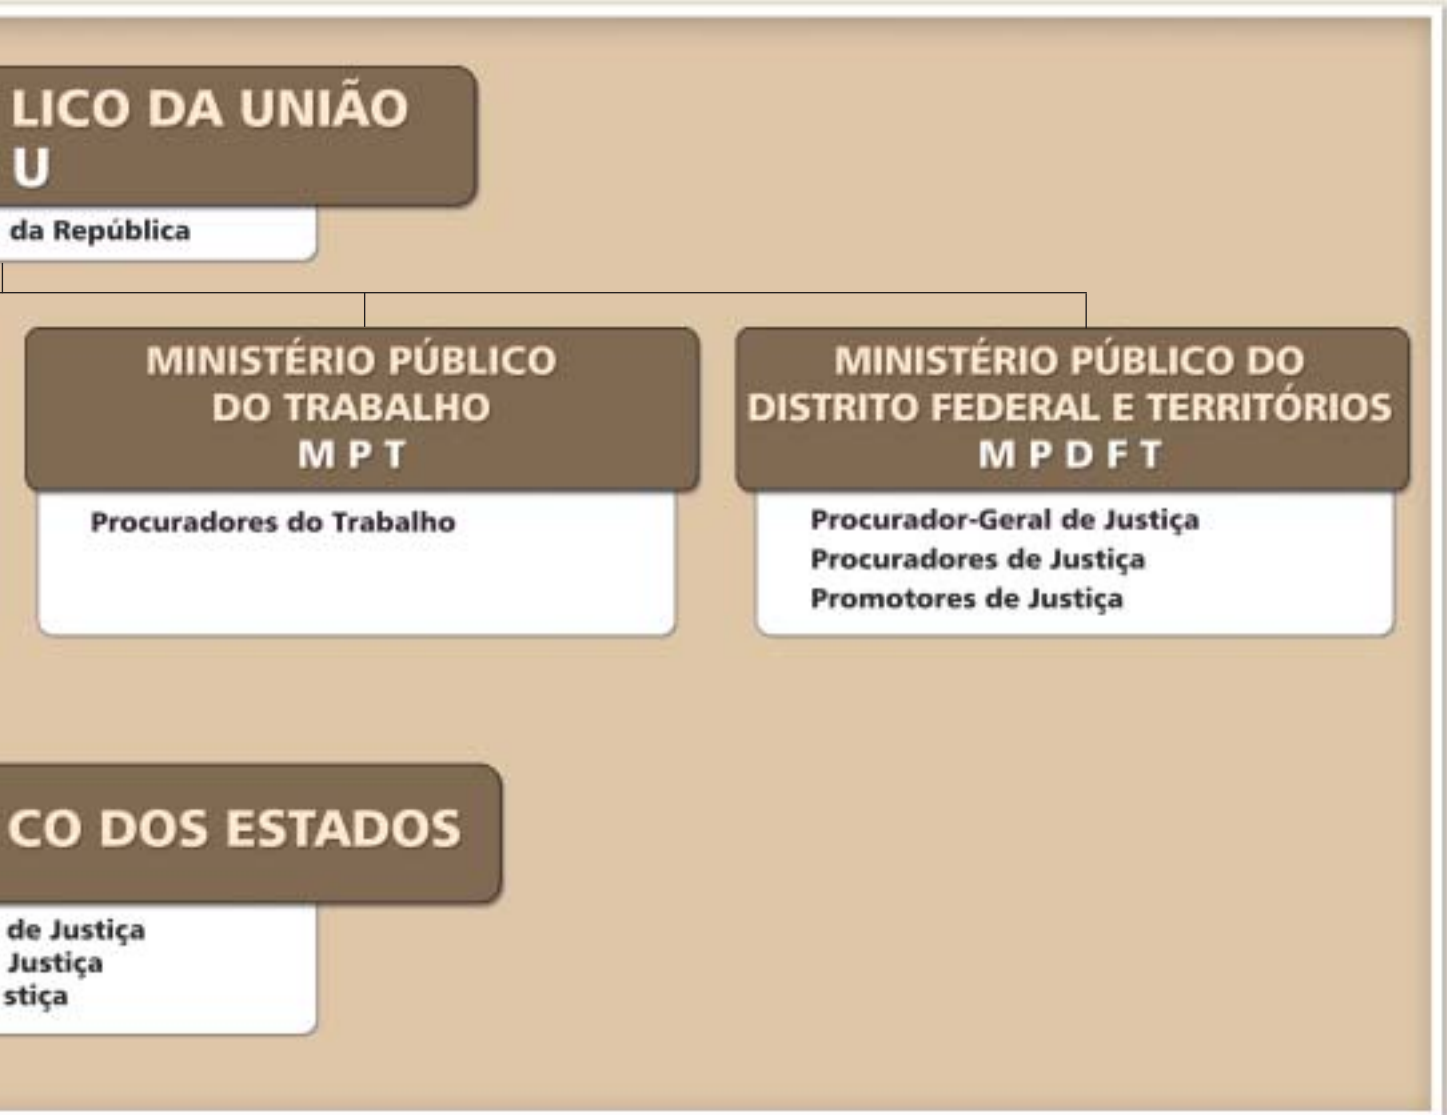 LICO DA UNIÃO
U
da República
MINISTÉRIO PÚBLICO
DO TRABALHO
M P T
Procuradores do Trabalho
MINISTÉRIO PÚBLICO DO
DISTRITO FEDERAL E TERRITÓRIOS
M P D F T
Procurador-Geral de Justiça
Procuradores de Justiça
Promotores de Justiça
CO DOS ESTADOS
de Justiça
Justiça
stiça